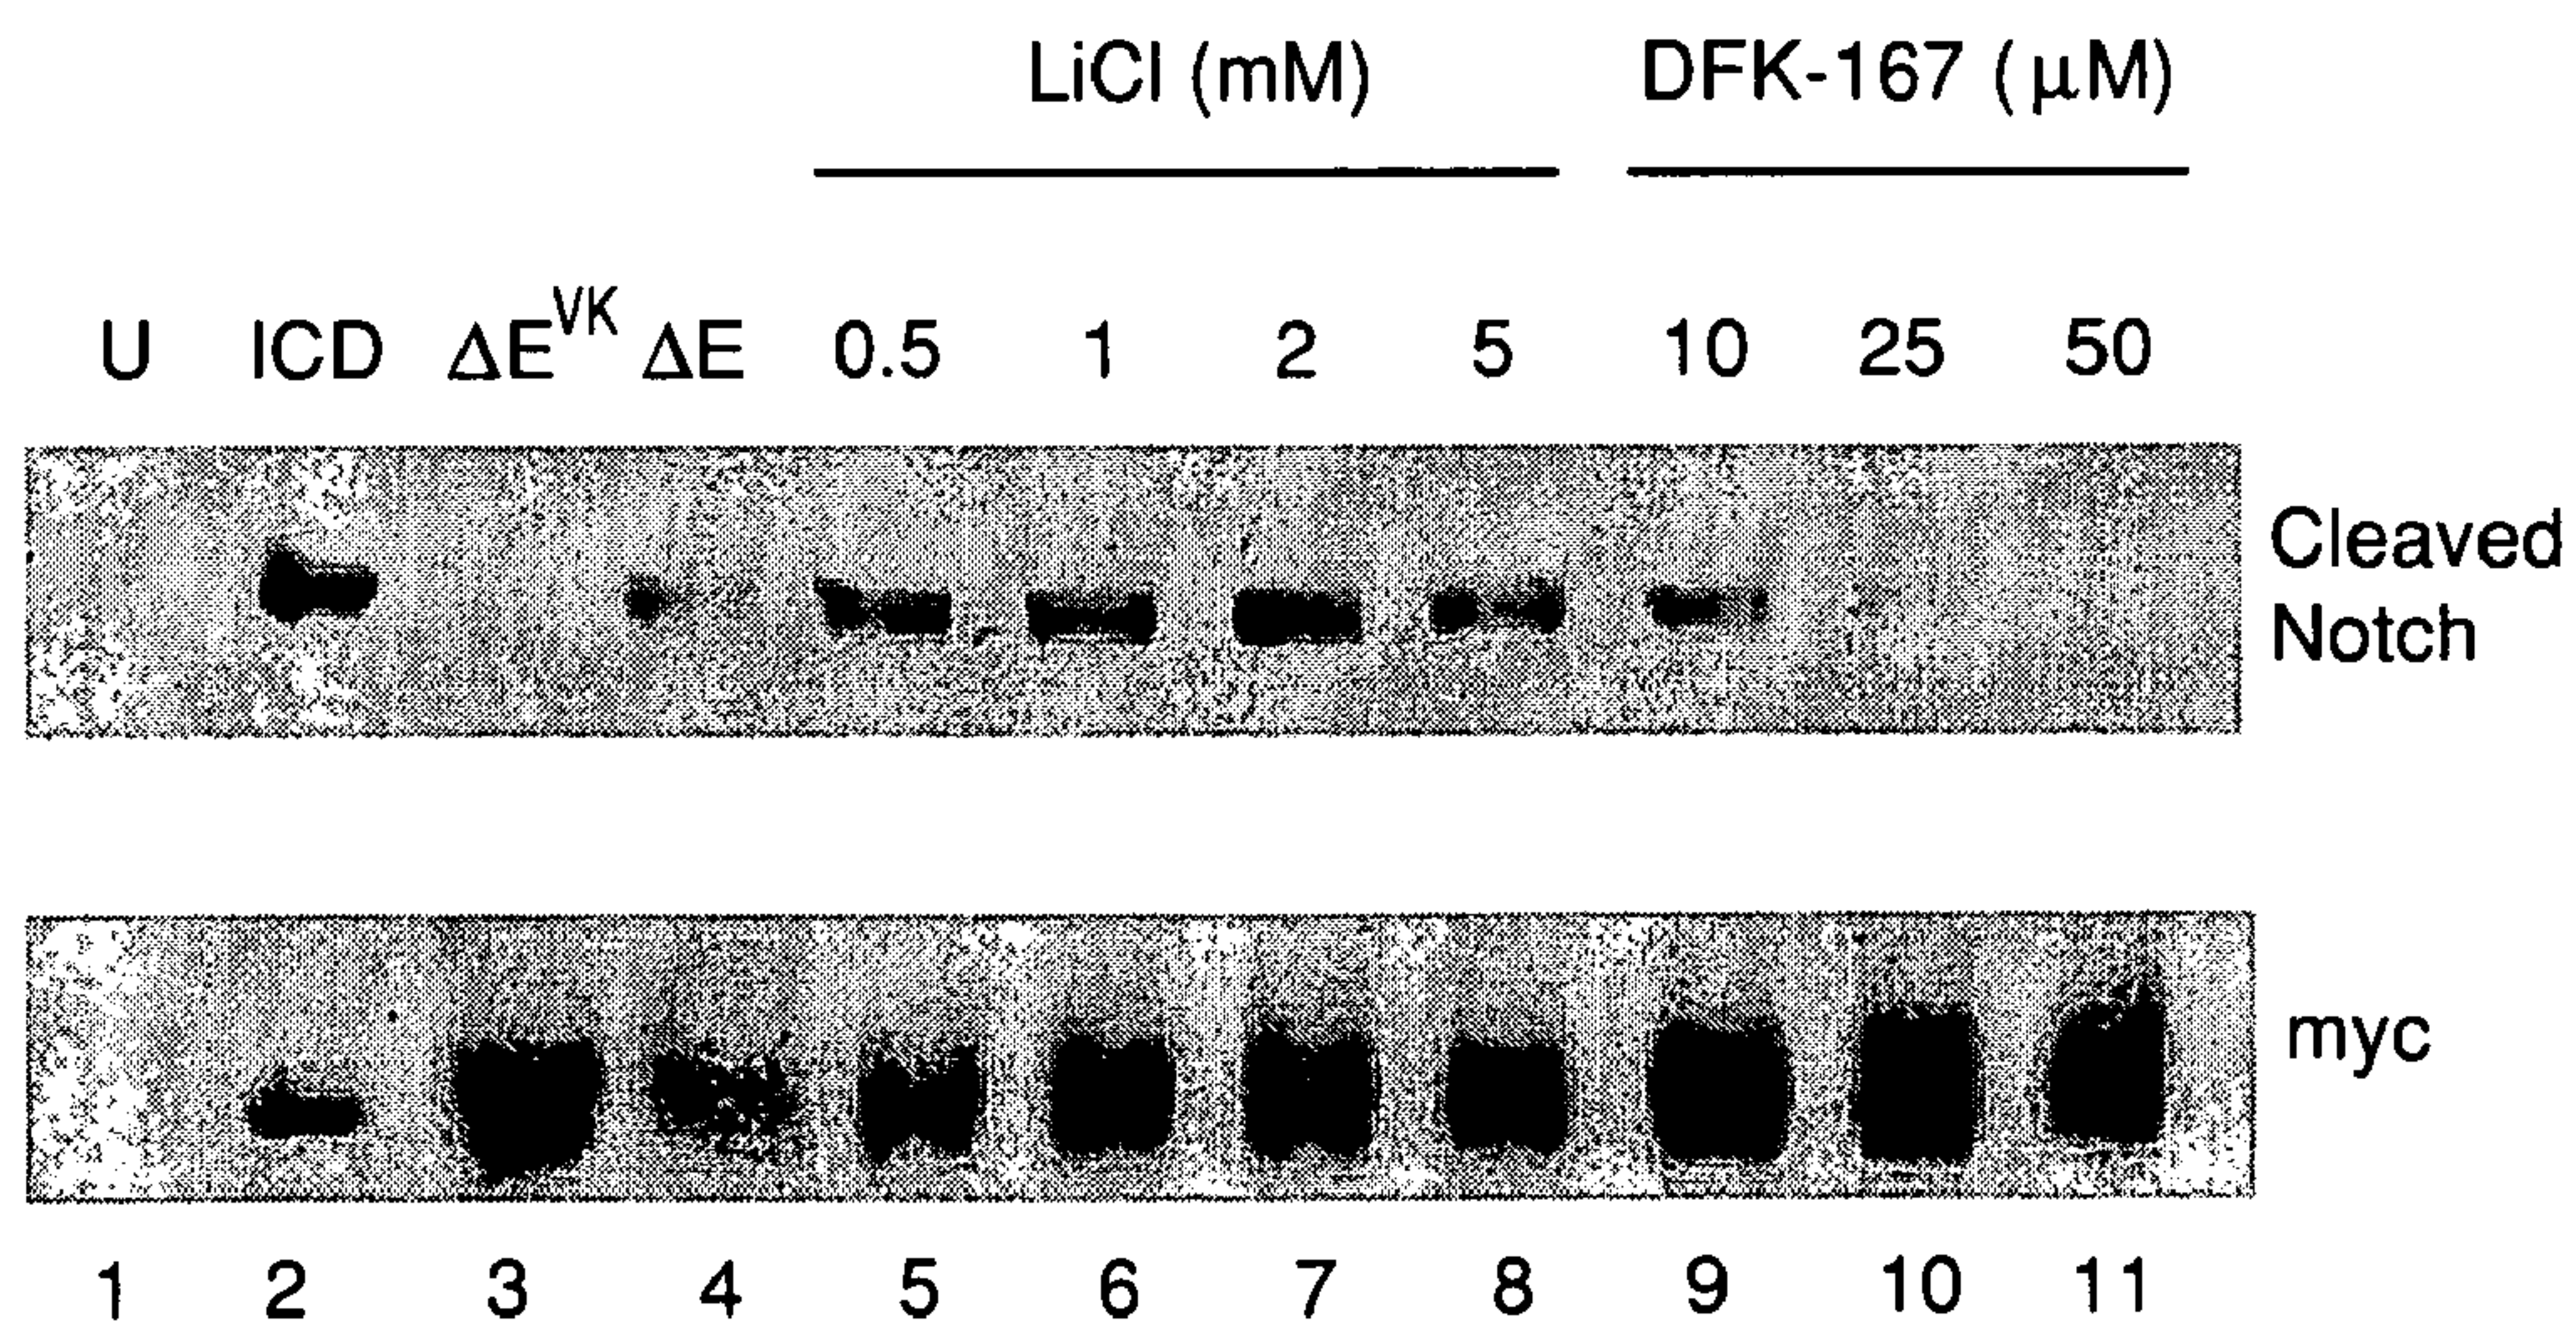 LiCl (mM) DFK-167 (μM)
U ICD ΔE^VK ΔE 0.5 1 2 5 10 25 50
Cleaved
Notch
myc
1 2 3 4 5 6 7 8 9 10 11